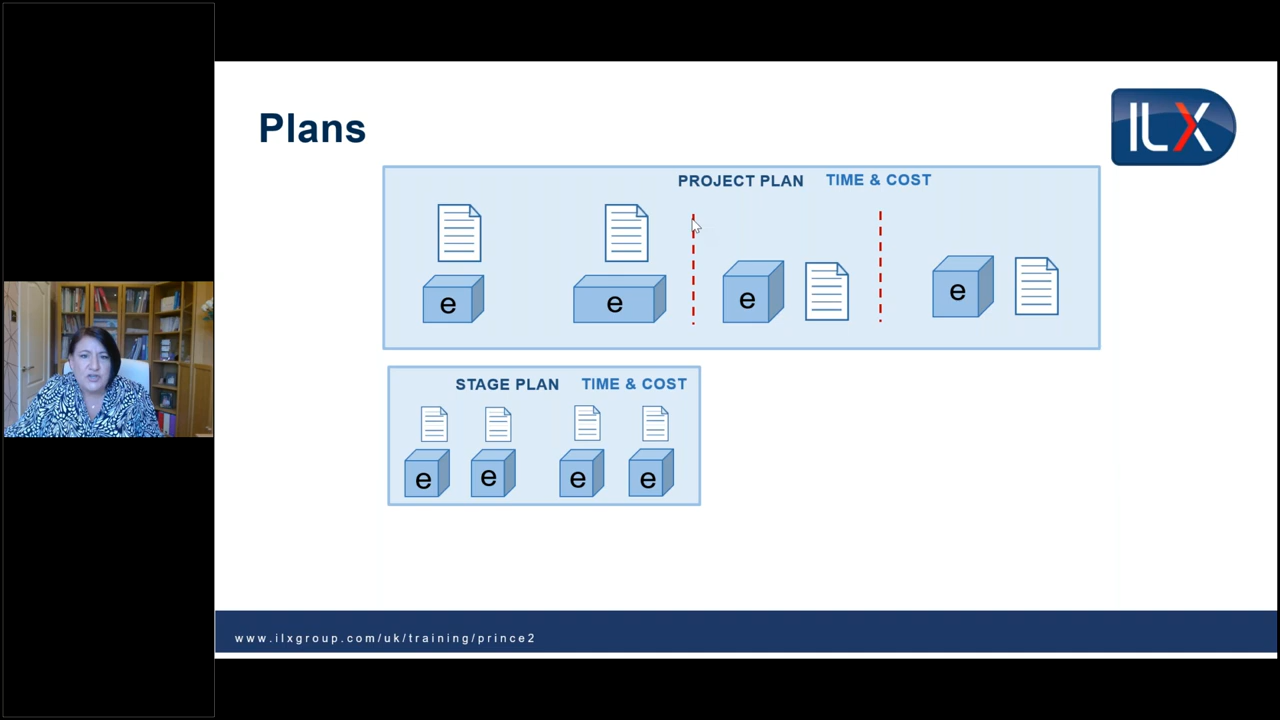 Plans
ILX
PROJECT PLAN TIME & COST
e e e e
STAGE PLAN TIME & COST
e e e e
www.ilxgroup.com/uk/training/prince2